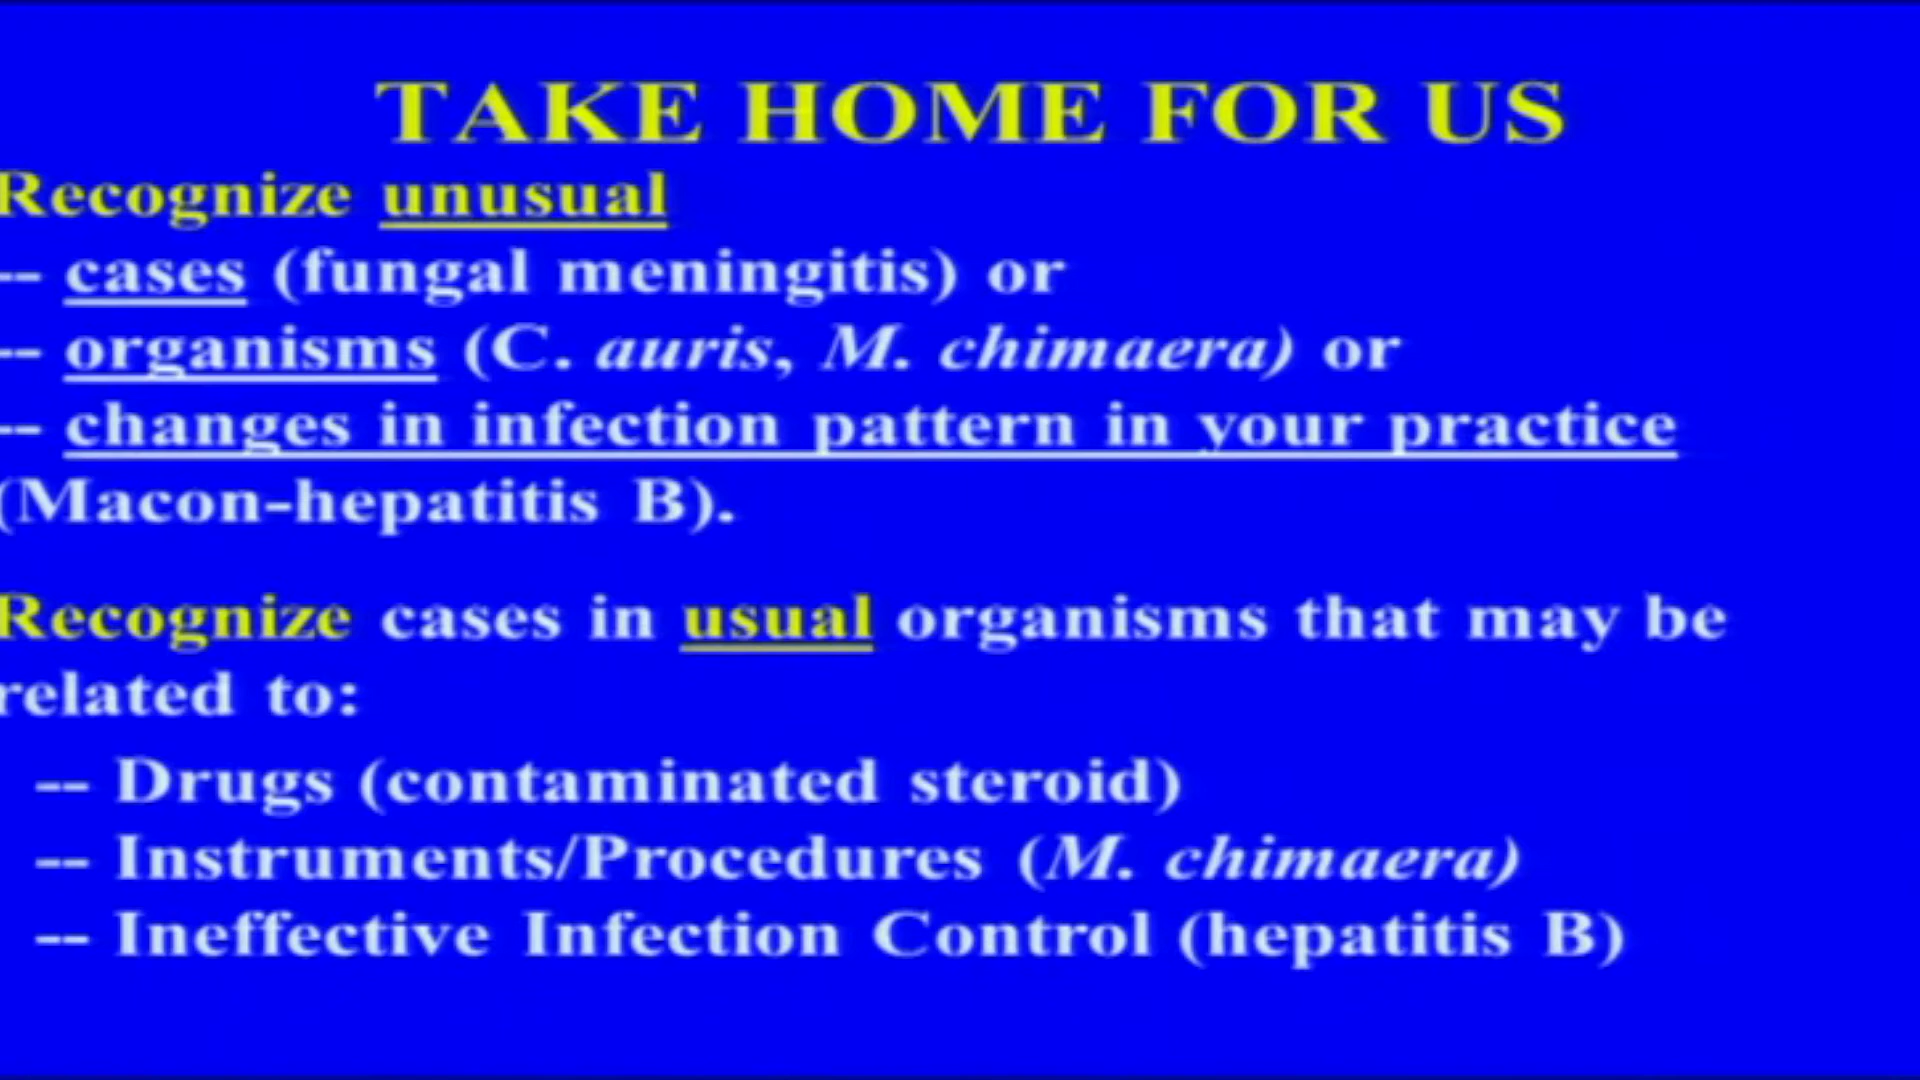 TAKE HOME FOR US
Recognize unusual
-- cases (fungal meningitis) or
-- organisms (C. auris, M. chimaera) or
-- changes in infection pattern in your practice
(Macon-hepatitis B).
Recognize cases in usual organisms that may be
related to:
-- Drugs (contaminated steroid)
-- Instruments/Procedures (M. chimaera)
-- Ineffective Infection Control (hepatitis B)